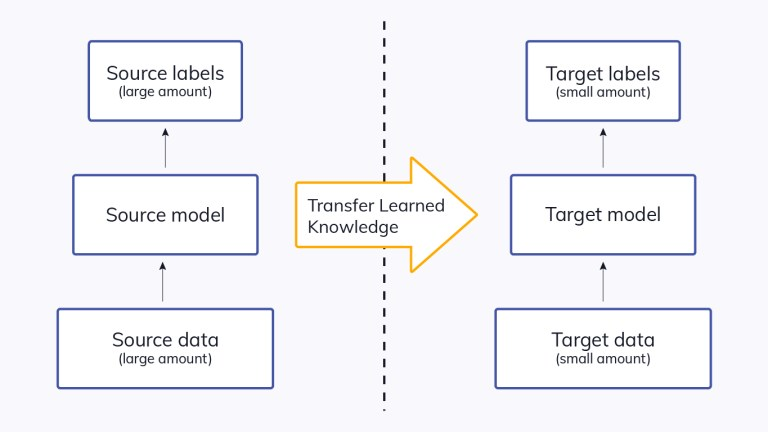 Source labels
(large amount)
Source model
Source data
(large amount)
Transfer Learned
Knowledge
Target labels
(small amount)
Target model
Target data
(small amount)